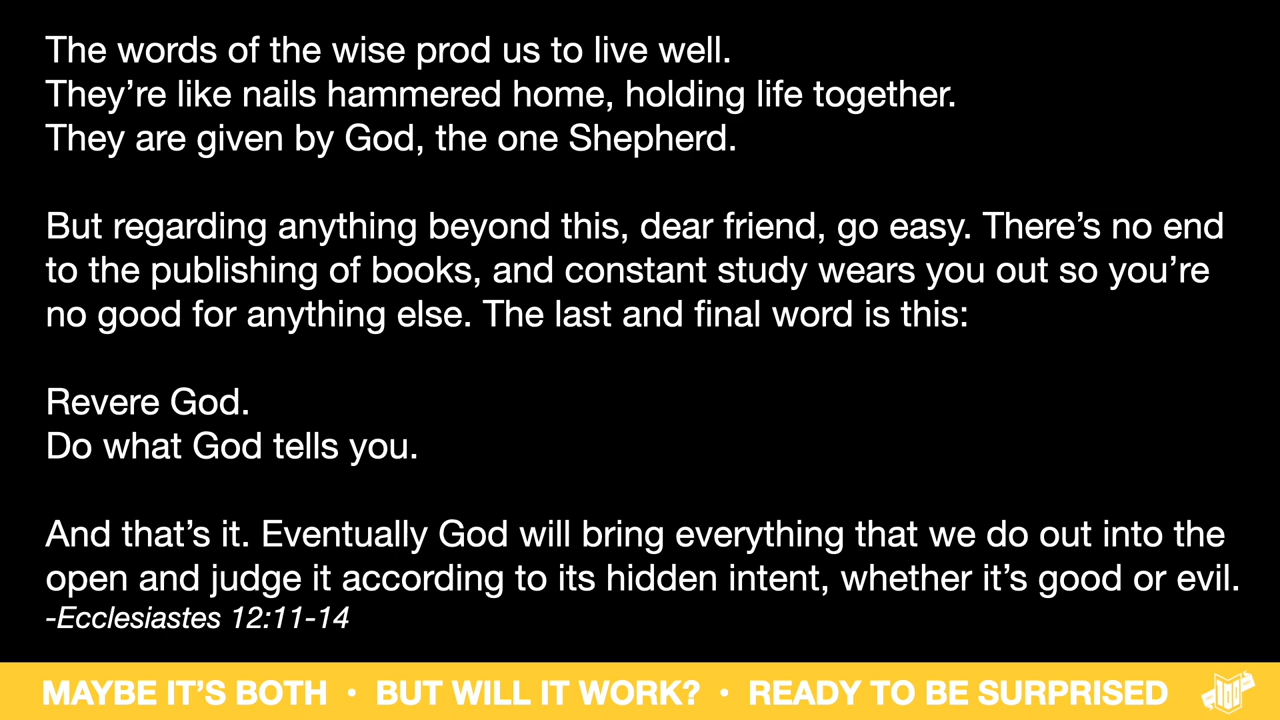 The words of the wise prod us to live well.
They’re like nails hammered home, holding life together.
They are given by God, the one Shepherd.
But regarding anything beyond this, dear friend, go easy. There’s no end
to the publishing of books, and constant study wears you out so you’re
no good for anything else. The last and final word is this:
Revere God.
Do what God tells you.
And that’s it. Eventually God will bring everything that we do out into the
open and judge it according to its hidden intent, whether it’s good or evil.
-Ecclesiastes 12:11-14
MAYBE IT’S BOTH • BUT WILL IT WORK? • READY TO BE SURPRISED
100